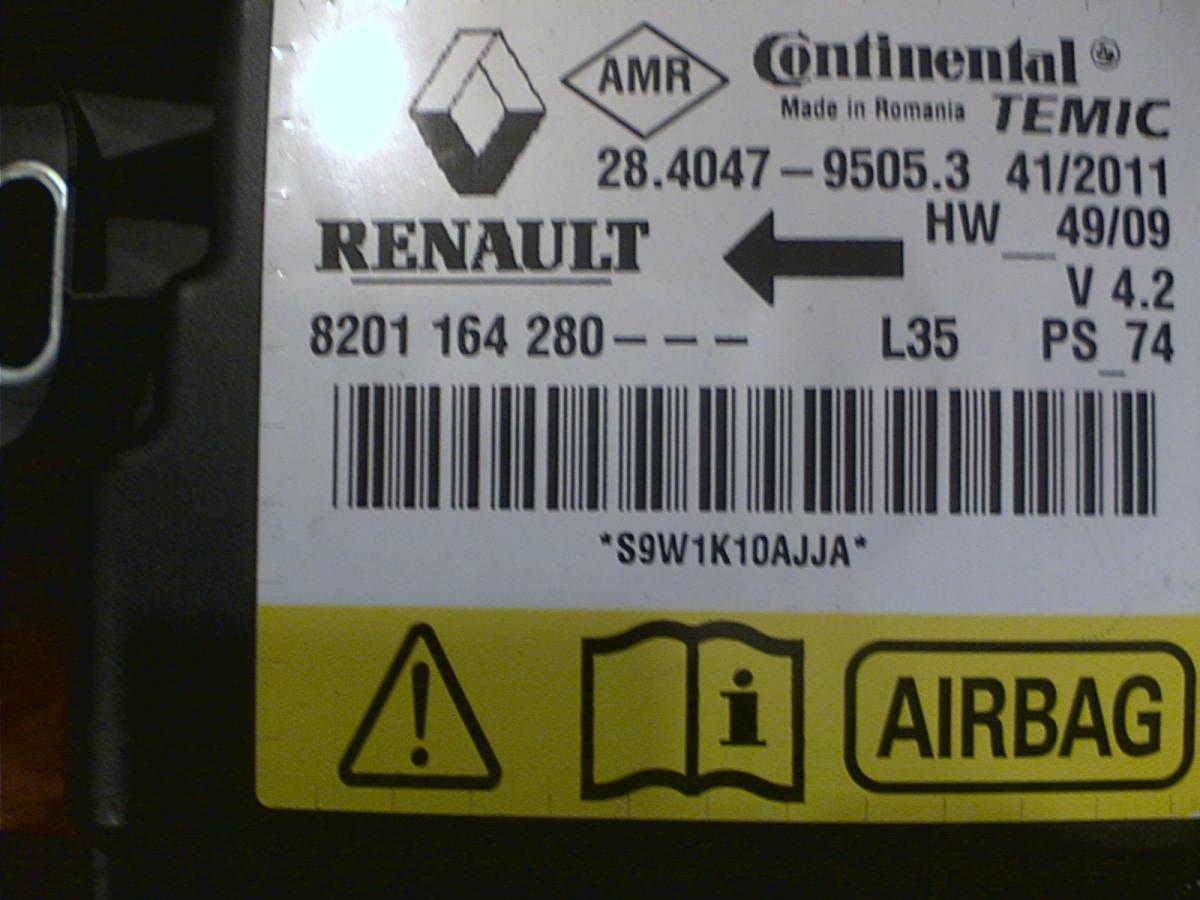 AMR
Continental
Made in Romania TEMIC
28.4047–9505.3 41/2011
RENAULT
HW__49/09
V 4.2
8201 164 280––– L35 PS_74
*S9W1K10AJJA*
i
AIRBAG